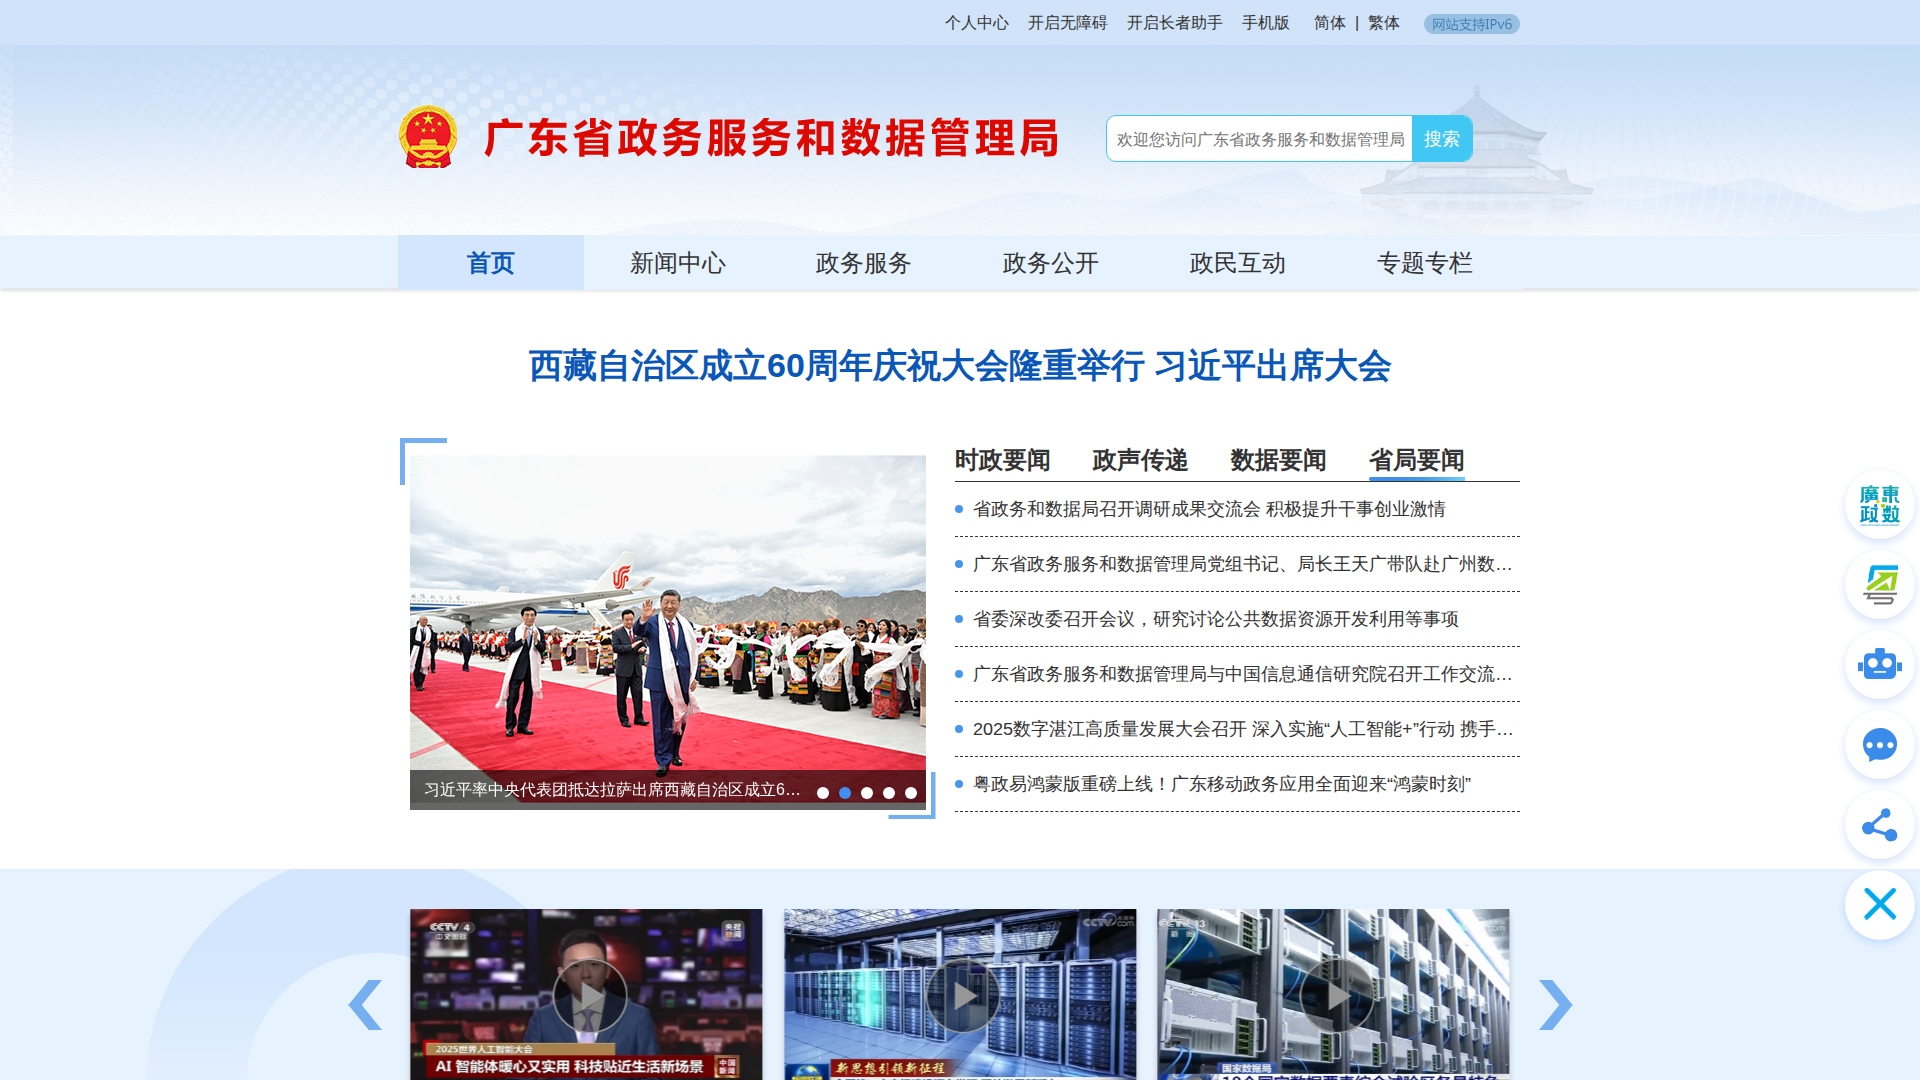 个人中心 开启无障碍 开启长者助手 手机版 简体 | 繁体 网站支持IPv6
广东省政务服务和数据管理局
欢迎您访问广东省政务服务和数据管理局 搜索
首页 新闻中心 政务服务 政务公开 政民互动 专题专栏
西藏自治区成立60周年庆祝大会隆重举行 习近平出席大会
时政要闻 政声传递 数据要闻 省局要闻
省政务和数据局召开调研成果交流会 积极提升干事创业激情
广东省政务服务和数据管理局党组书记、局长王天广带队赴广州数…
省委深改委召开会议，研究讨论公共数据资源开发利用等事项
广东省政务服务和数据管理局与中国信息通信研究院召开工作交流…
2025数字湛江高质量发展大会召开 深入实施“人工智能+”行动 携手…
粤政易鸿蒙版重磅上线！广东移动政务应用全面迎来“鸿蒙时刻”
习近平率中央代表团抵达拉萨出席西藏自治区成立6…
廣東
政数
CCTV 4
中文国际
央视
新闻
2025世界人工智能大会
AI 智能体暖心又实用 科技贴近生活新场景
中国
新闻
CCTV 13
CCTV.com
新思想引领新征程
CCTV 13
新闻
国家数据局